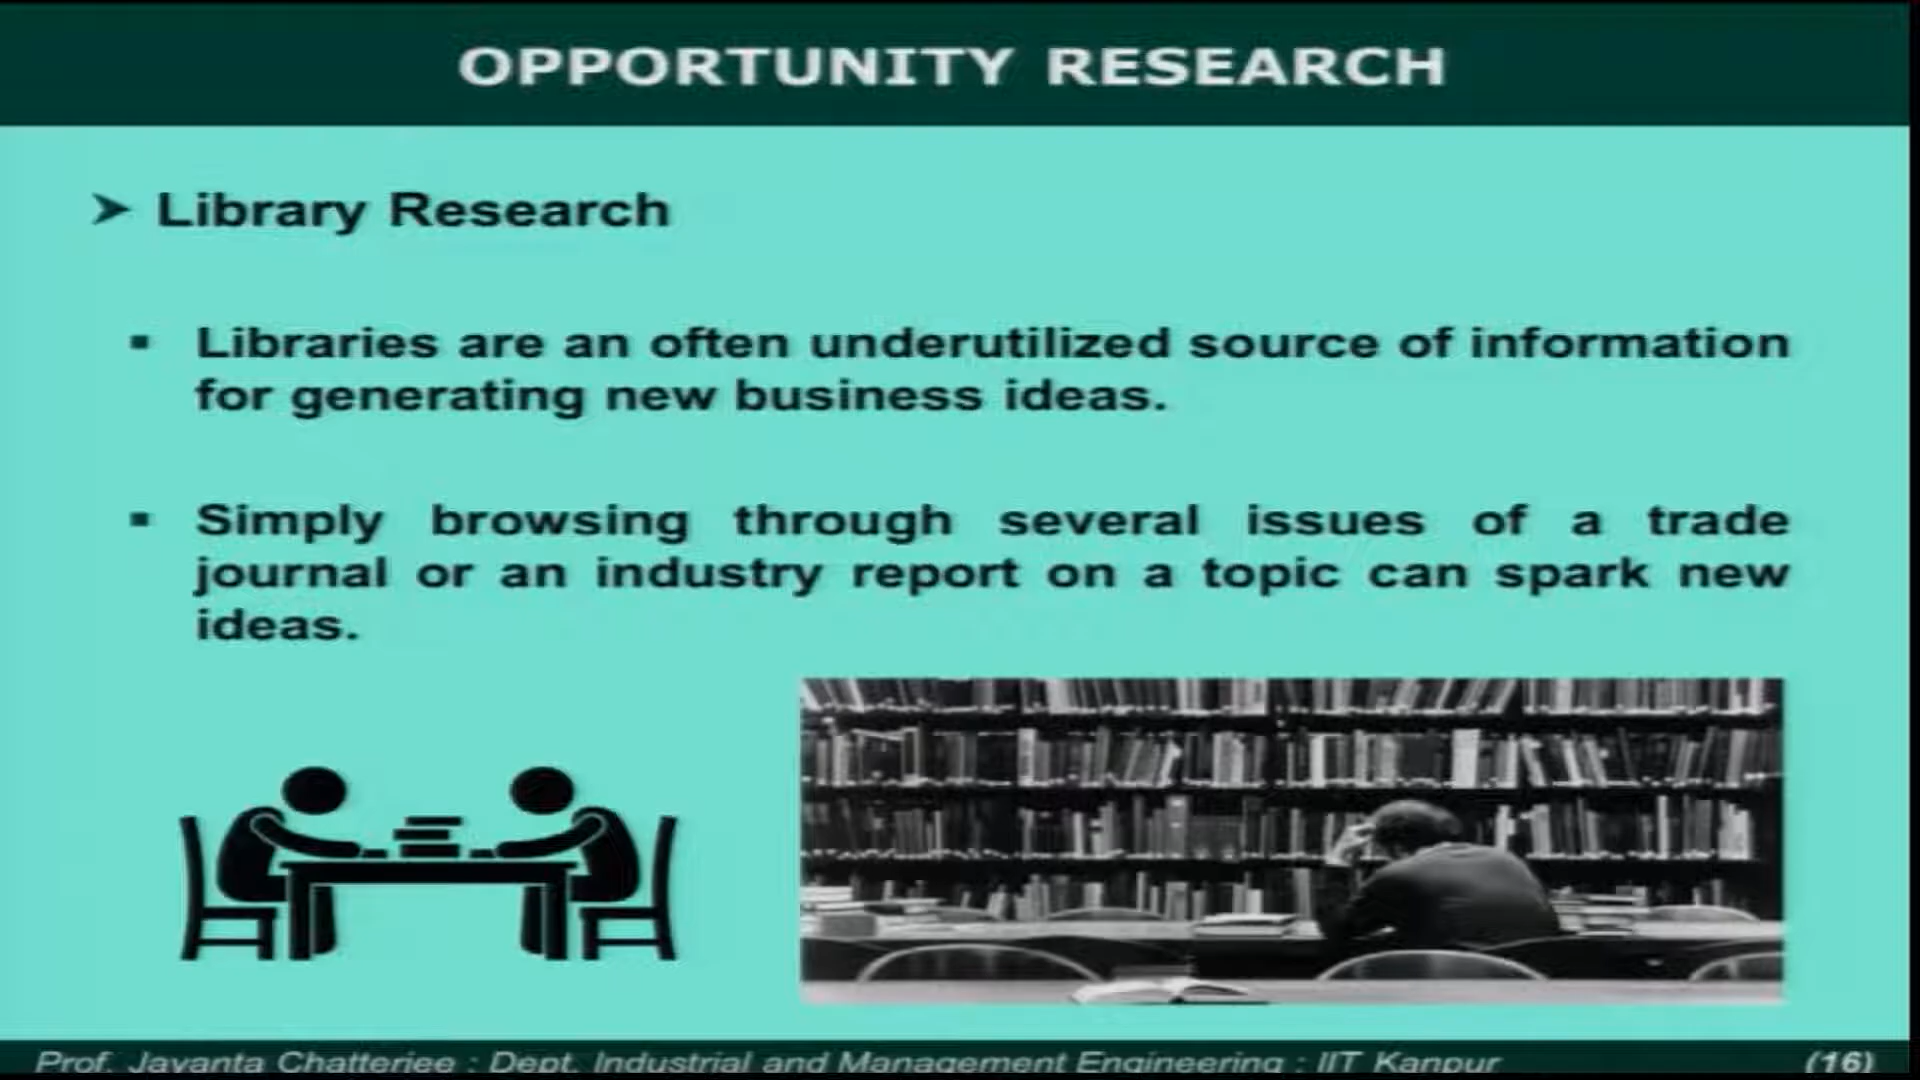 OPPORTUNITY RESEARCH
➤ Library Research
▪ Libraries are an often underutilized source of information
for generating new business ideas.
▪ Simply browsing through several issues of a trade
journal or an industry report on a topic can spark new
ideas.
Prof. Jayanta Chatterjee : Dept. Industrial and Management Engineering : IIT Kanpur (16)